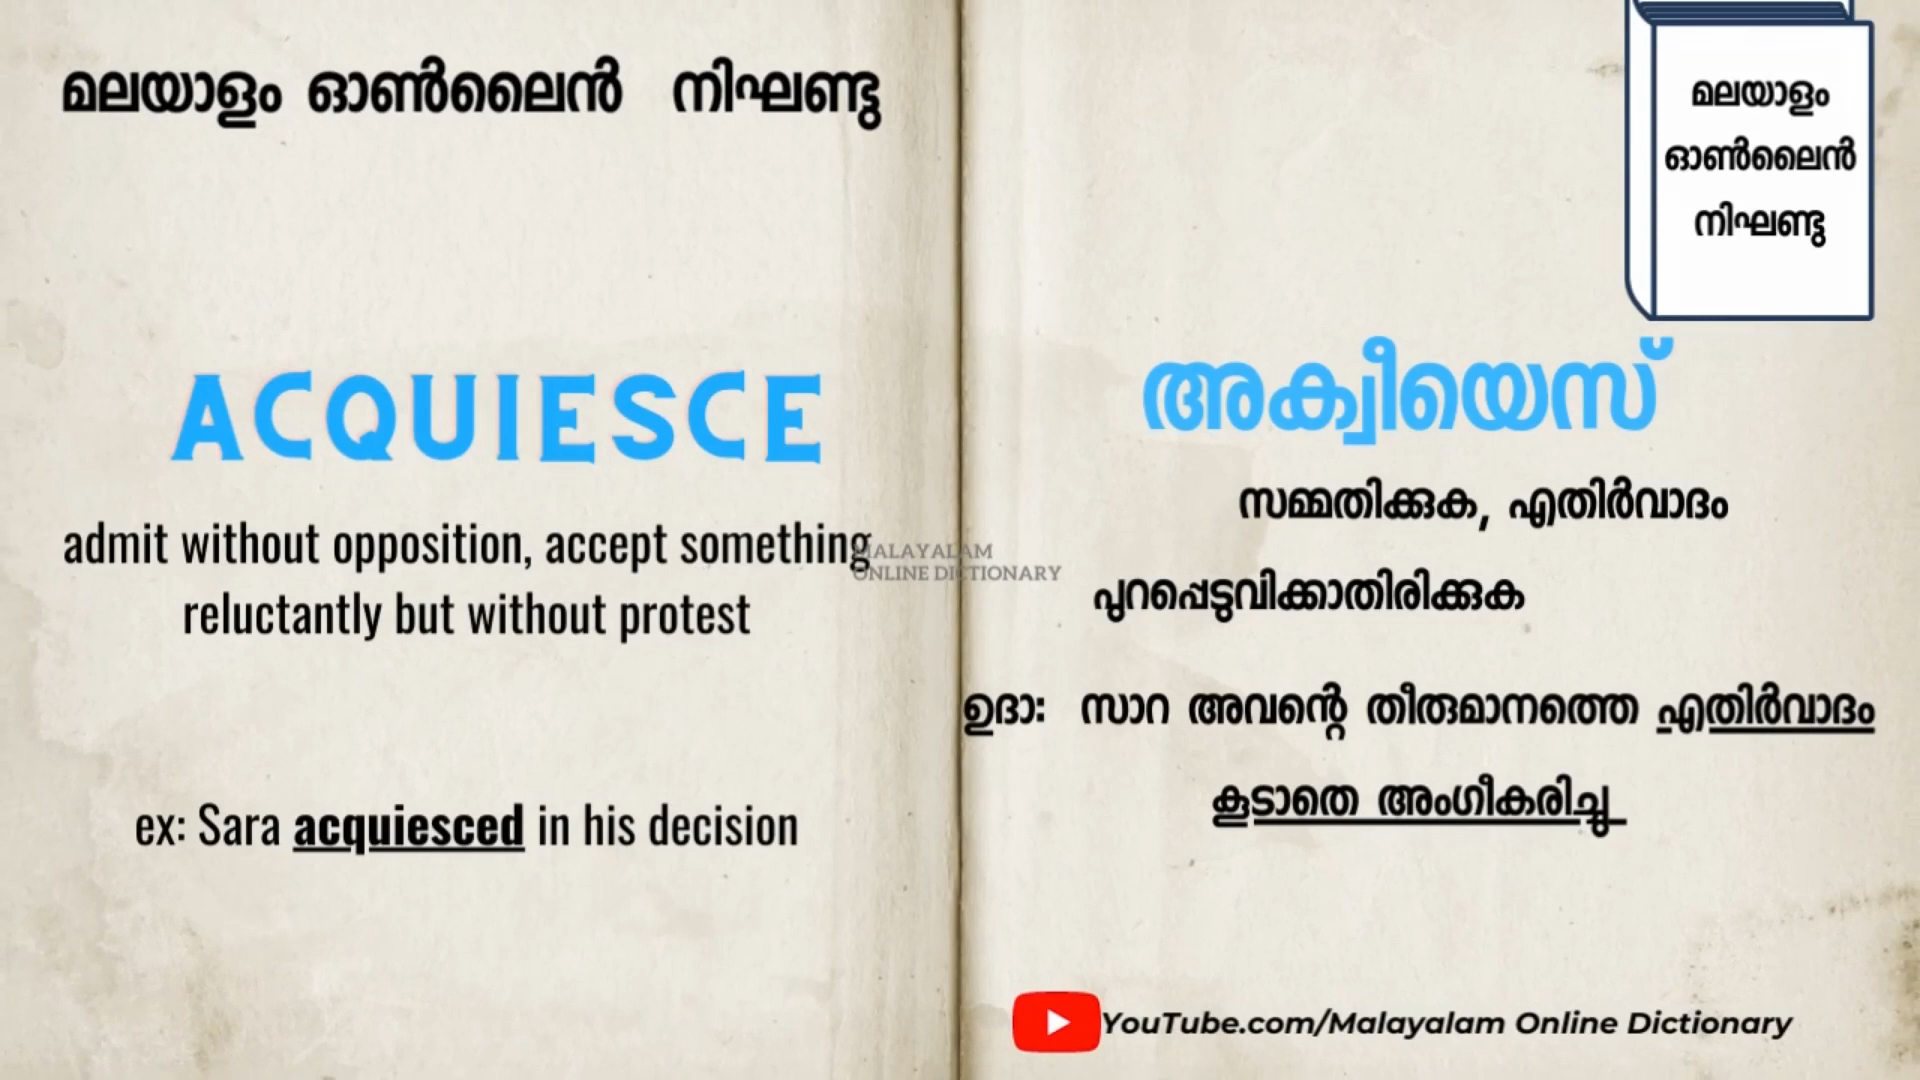 മലയാളം ഓൺലൈൻ നിഘണ്ടു
മലയാളം
ഓൺലൈൻ
നിഘണ്ടു
ACQUIESCE
admit without opposition, accept something
reluctantly but without protest
ex: Sara acquiesced in his decision
MALAYALAM
ONLINE DICTIONARY
അക്വീയെസ്
സമ്മതിക്കുക, എതിർവാദം
പുറപ്പെടുവിക്കാതിരിക്കുക
ഉദാ: സാറ അവന്റെ തീരുമാനത്തെ എതിർവാദം
കൂടാതെ അംഗീകരിച്ചു
YouTube.com/Malayalam Online Dictionary